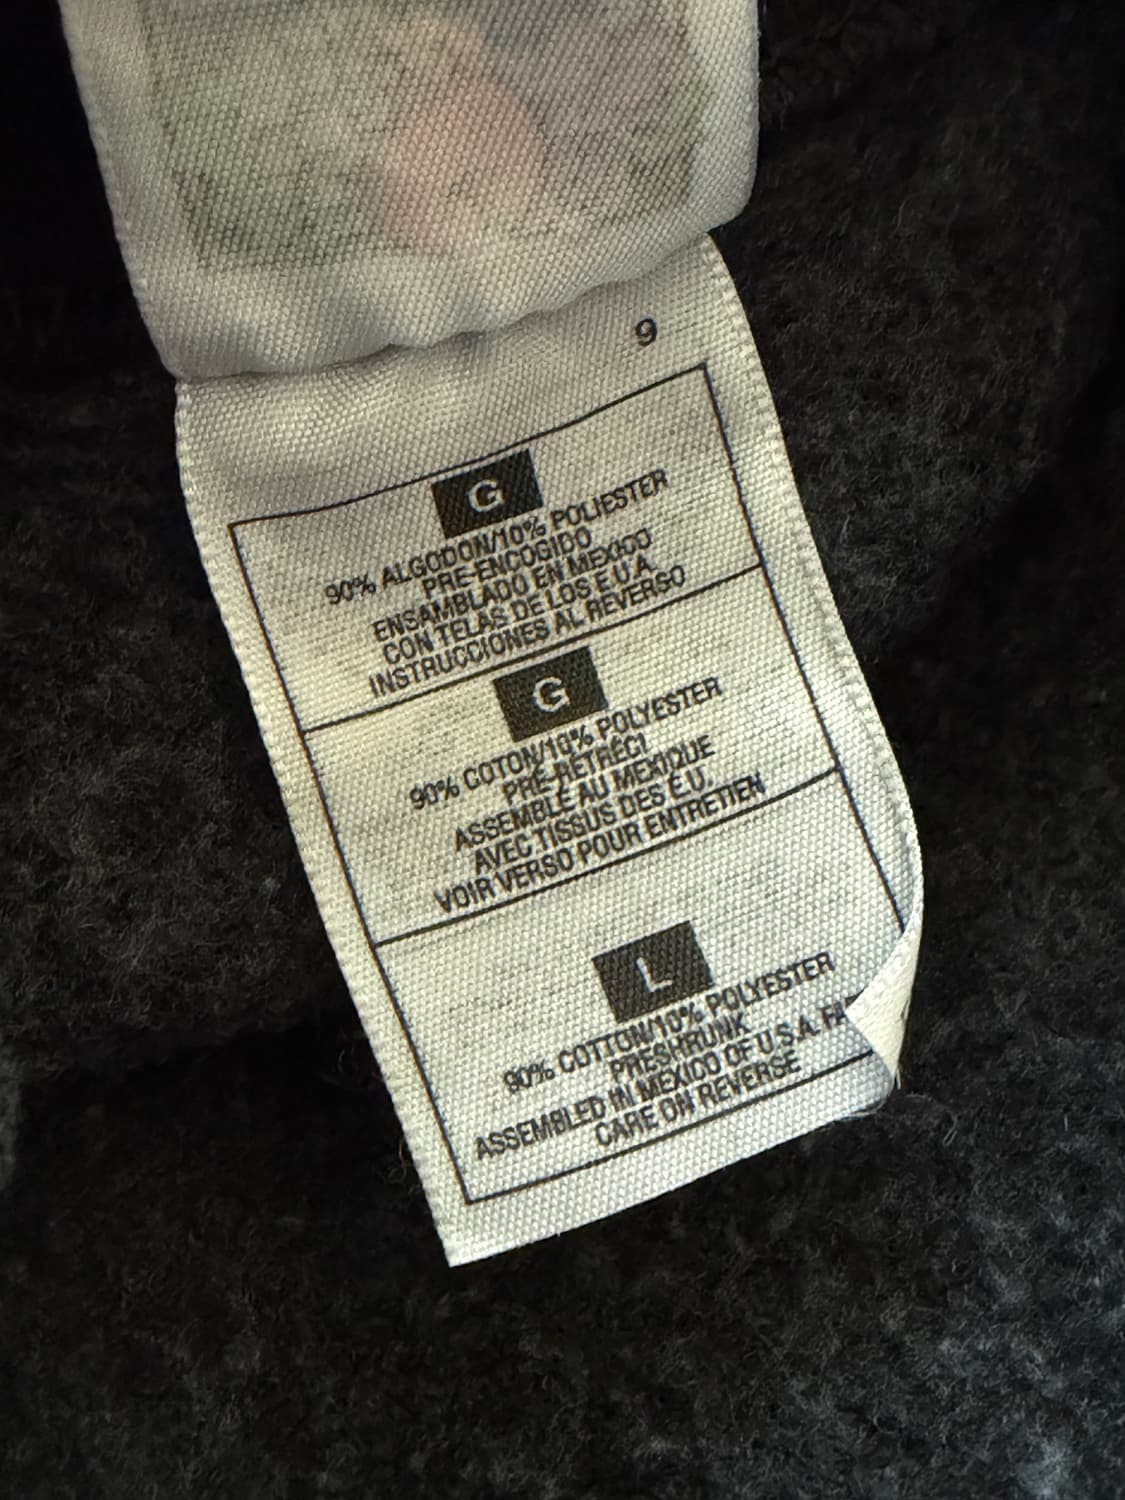 9
G
90% ALGODON/10% POLIESTER
PRE-ENCOGIDO
ENSAMBLADO EN MEXICO
CON TELAS DE LOS E.U.A.
INSTRUCCIONES AL REVERSO
G
90% COTON/10% POLYESTER
PRÉ-RÉTRÉCI
ASSEMBLÉ AU MEXIQUE
AVEC TISSUS DES É.U.
VOIR VERSO POUR ENTRETIEN
L
90% COTTON/10% POLYESTER
PRESHRUNK
ASSEMBLED IN MEXICO OF U.S.A.
CARE ON REVERSE